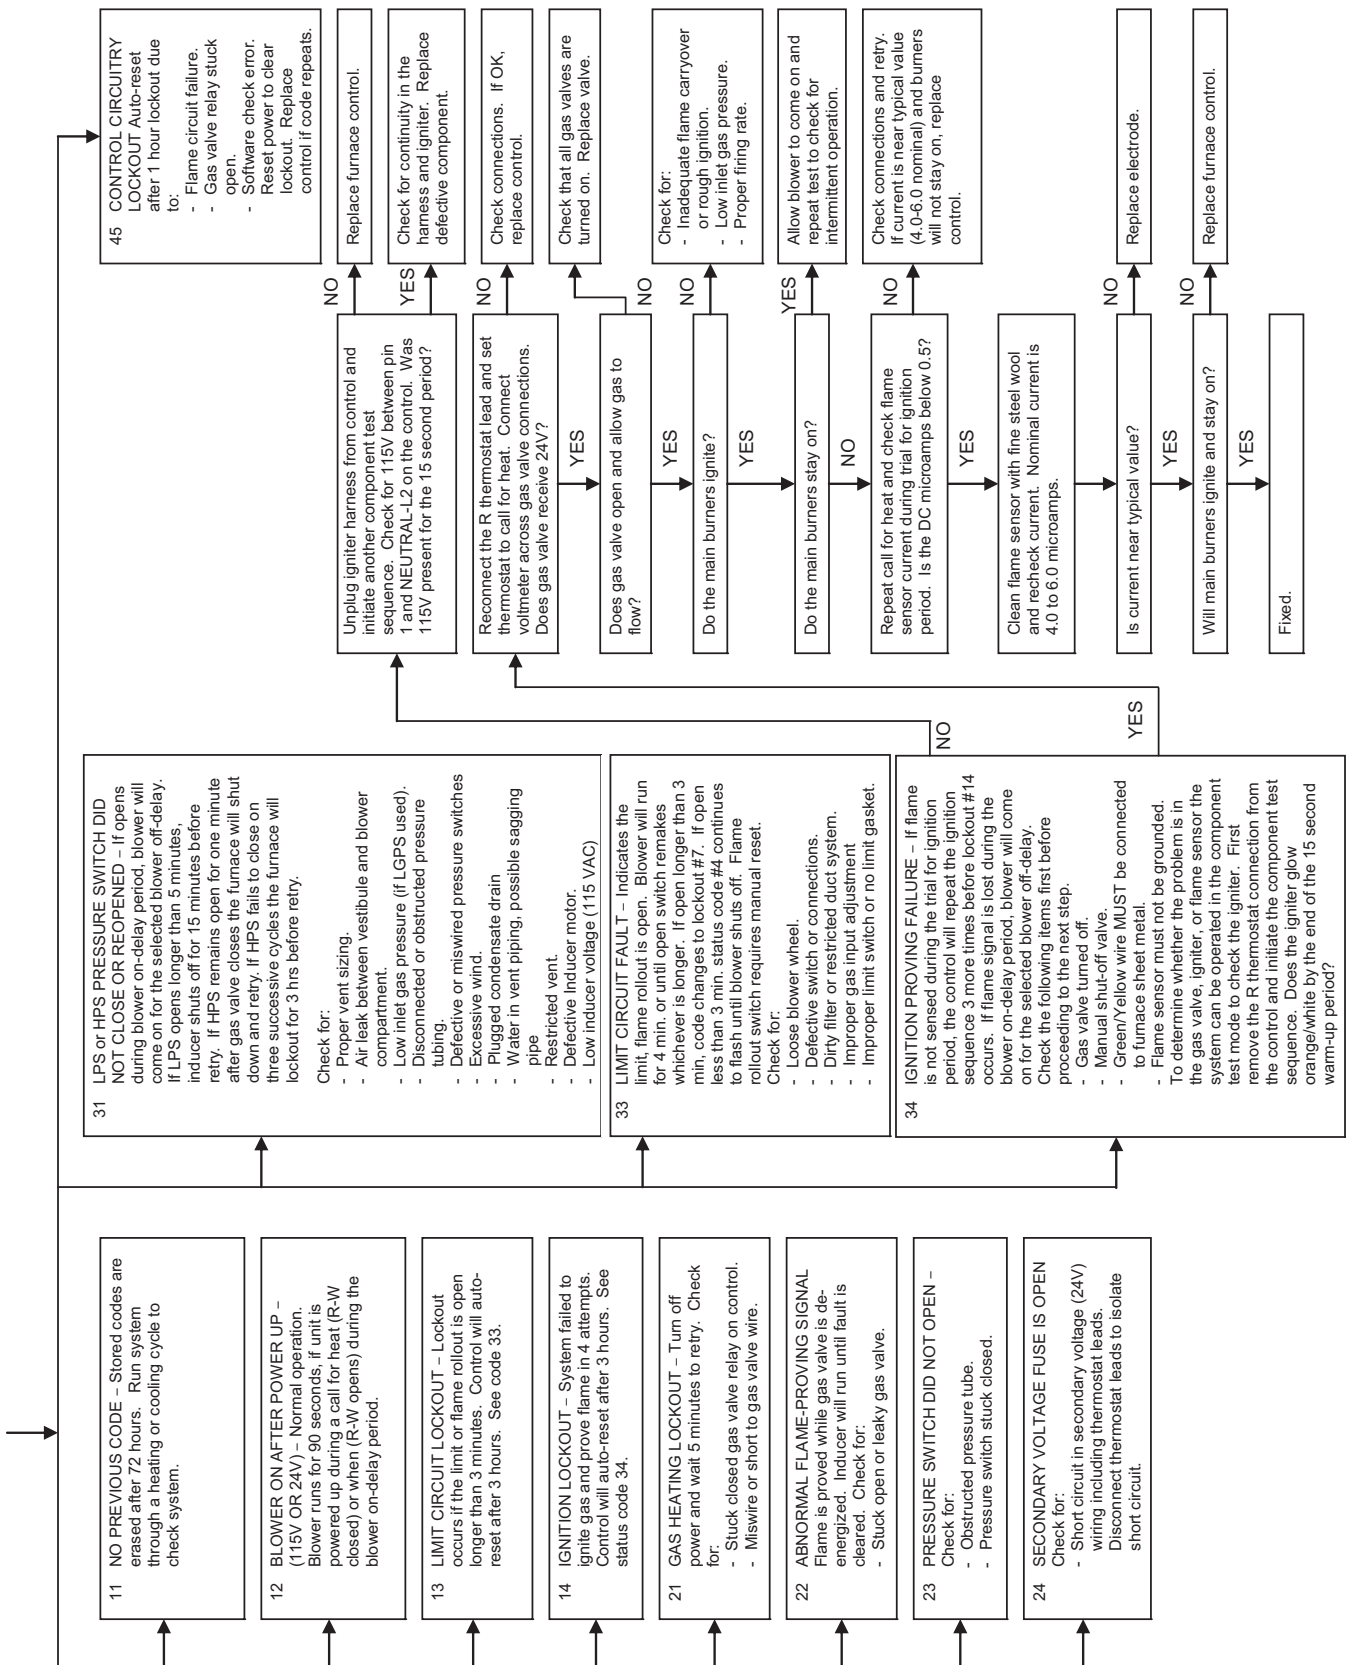 11 NO PREVIOUS CODE – Stored codes are
erased after 72 hours. Run system
through a heating or cooling cycle to
check system.
12 BLOWER ON AFTER POWER UP –
(115V OR 24V) – Normal operation.
Blower runs for 90 seconds, if unit is
powered up during a call for heat (R-W
closed) or when (R-W opens) during the
blower on-delay period.
13 LIMIT CIRCUIT LOCKOUT – Lockout
occurs if the limit or flame rollout is open
longer than 3 minutes. Control will auto-
reset after 3 hours. See code 33.
14 IGNITION LOCKOUT – System failed to
ignite gas and prove flame in 4 attempts.
Control will auto-reset after 3 hours. See
status code 34.
21 GAS HEATING LOCKOUT – Turn off
power and wait 5 minutes to retry. Check
for:
- Stuck closed gas valve relay on control.
- Miswire or short to gas valve wire.
22 ABNORMAL FLAME-PROVING SIGNAL
Flame is proved while gas valve is de-
energized. Inducer will run until fault is
cleared. Check for:
- Stuck open or leaky gas valve.
23 PRESSURE SWITCH DID NOT OPEN –
Check for:
- Obstructed pressure tube.
- Pressure switch stuck closed.
24 SECONDARY VOLTAGE FUSE IS OPEN
Check for:
- Short circuit in secondary voltage (24V)
wiring including thermostat leads.
Disconnect thermostat leads to isolate
short circuit.
31 LPS or HPS PRESSURE SWITCH DID
NOT CLOSE OR REOPENED – If opens
during blower on-delay period, blower will
come on for the selected blower off-delay.
If LPS opens longer than 5 minutes,
inducer shuts off for 15 minutes before
retry. If HPS remains open for one minute
after gas valve closes the furnace will shut
down and retry. If HPS fails to close on
three successive cycles the furnace will
lockout for 3 hrs before retry.
Check for:
- Proper vent sizing.
- Air leak between vestibule and blower
compartment.
- Low inlet gas pressure (if LGPS used).
- Disconnected or obstructed pressure
tubing.
- Defective or miswired pressure switches
- Excessive wind.
- Plugged condensate drain
- Water in vent piping, possible sagging
pipe
- Restricted vent.
- Defective Inducer motor.
- Low inducer voltage (115 VAC)
33 LIMIT CIRCUIT FAULT – Indicates the
limit, flame rollout is open. Blower will run
for 4 min. or until open switch remakes
whichever is longer. If open longer than 3
min, code changes to lockout #7. If open
less than 3 min. status code #4 continues
to flash until blower shuts off. Flame
rollout switch requires manual reset.
Check for:
- Loose blower wheel.
- Defective switch or connections.
- Dirty filter or restricted duct system.
- Improper gas input adjustment
- Improper limit switch or no limit gasket.
34 IGNITION PROVING FAILURE – If flame
is not sensed during the trial for ignition
period, the control will repeat the ignition
sequence 3 more times before lockout #14
occurs. If flame signal is lost during the
blower on-delay period, blower will come
on for the selected blower off-delay.
Check the following items first before
proceeding to the next step.
- Gas valve turned off.
- Manual shut-off valve.
- Green/Yellow wire MUST be connected
to furnace sheet metal.
- Flame sensor must not be grounded.
To determine whether the problem is in
the gas valve, igniter, or flame sensor the
system can be operated in the component
test mode to check the igniter. First
remove the R thermostat connection from
the control and initiate the component test
sequence. Does the igniter glow
orange/white by the end of the 15 second
warm-up period?
NO
YES
45 CONTROL CIRCUITRY
LOCKOUT Auto-reset
after 1 hour lockout due
to:
- Flame circuit failure.
- Gas valve relay stuck
open.
- Software check error.
Reset power to clear
lockout. Replace
control if code repeats.
Unplug igniter harness from control and
initiate another component test
sequence. Check for 115V between pin
1 and NEUTRAL-L2 on the control. Was
115V present for the 15 second period?
NO
Replace furnace control.
YES
Check for continuity in the
harness and igniter. Replace
defective component.
Reconnect the R thermostat lead and set
thermostat to call for heat. Connect
voltmeter across gas valve connections.
Does gas valve receive 24V?
NO
Check connections. If OK,
replace control.
YES
Does gas valve open and allow gas to
flow?
NO
Check that all gas valves are
turned on. Replace valve.
YES
Do the main burners ignite?
NO
Check for:
- Inadequate flame carryover
or rough ignition.
- Low inlet gas pressure.
- Proper firing rate.
YES
Do the main burners stay on?
YES
Allow blower to come on and
repeat test to check for
intermittent operation.
NO
Repeat call for heat and check flame
sensor current during trial for ignition
period. Is the DC microamps below 0.5?
NO
Check connections and retry.
If current is near typical value
(4.0-6.0 nominal) and burners
will not stay on, replace
control.
YES
Clean flame sensor with fine steel wool
and recheck current. Nominal current is
4.0 to 6.0 microamps.
Is current near typical value?
NO
Replace electrode.
YES
Will main burners ignite and stay on?
NO
Replace furnace control.
YES
Fixed.